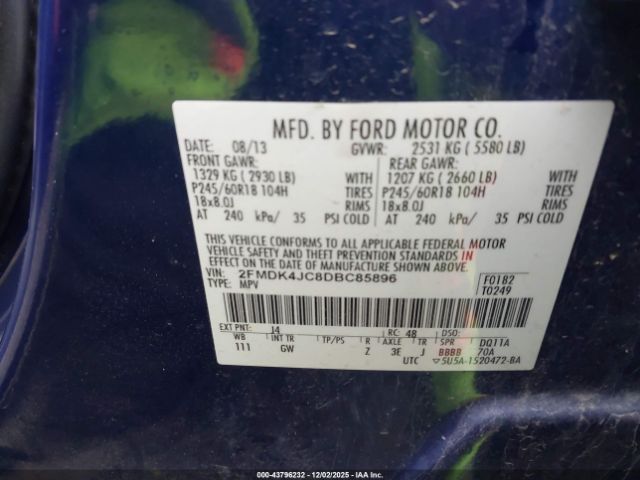 MFD. BY FORD MOTOR CO.
DATE: 08/13 GVWR: 2531 KG ( 5580 LB)
FRONT GAWR: REAR GAWR:
1329 KG ( 2930 LB) WITH 1207 KG ( 2660 LB) WITH
P245/60R18 104H TIRES P245/60R18 104H TIRES
18x8.0J RIMS 18x8.0J RIMS
AT 240 kPa/ 35 PSI COLD AT 240 kPa/ 35 PSI COLD
THIS VEHICLE CONFORMS TO ALL APPLICABLE FEDERAL MOTOR
VEHICLE SAFETY AND THEFT PREVENTION STANDARDS IN EFFECT
ON THE DATE OF MANUFACTURE SHOWN ABOVE.
VIN: 2FMDK4JC8DBC85896 F0182
TYPE: MPV T0249
EXT PNT: J4 RC: 48 DSO:
WB INT TR TP/PS R AXLE TR SPR DQ11A
111 GW Z 3E J BBBB 70A
UTC ▽5U5A-1520472-BA
000-43796232 - 12/02/2025 - IAAI.COM